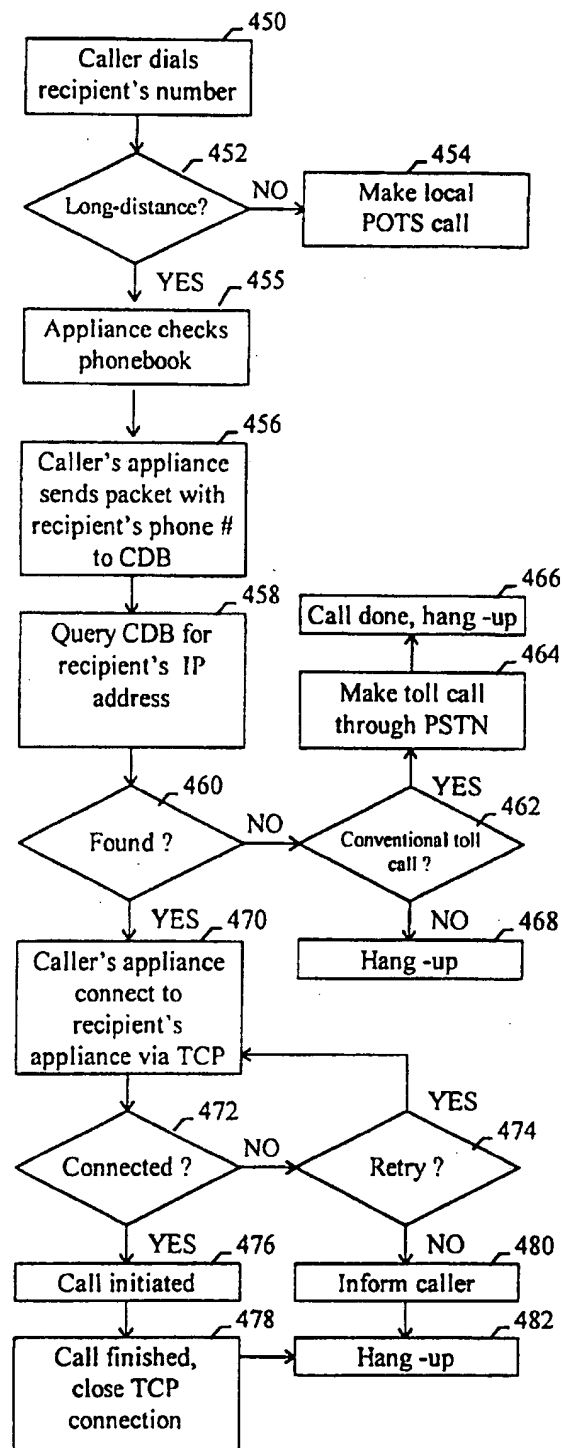 450
Caller dials
recipient's number
452
Long-distance?
NO
454
Make local
POTS call
YES
455
Appliance checks
phonebook
456
Caller's appliance
sends packet with
recipient's phone #
to CDB
458
Query CDB for
recipient's IP
address
466
Call done, hang -up
464
Make toll call
through PSTN
YES
460
Found ?
NO
462
Conventional toll
call ?
YES
470
NO
468
Hang -up
Caller's appliance
connect to
recipient's
appliance via TCP
YES
472
Connected ?
NO
474
Retry ?
YES
476
Call initiated
NO
480
Inform caller
478
Call finished,
close TCP
connection
482
Hang -up